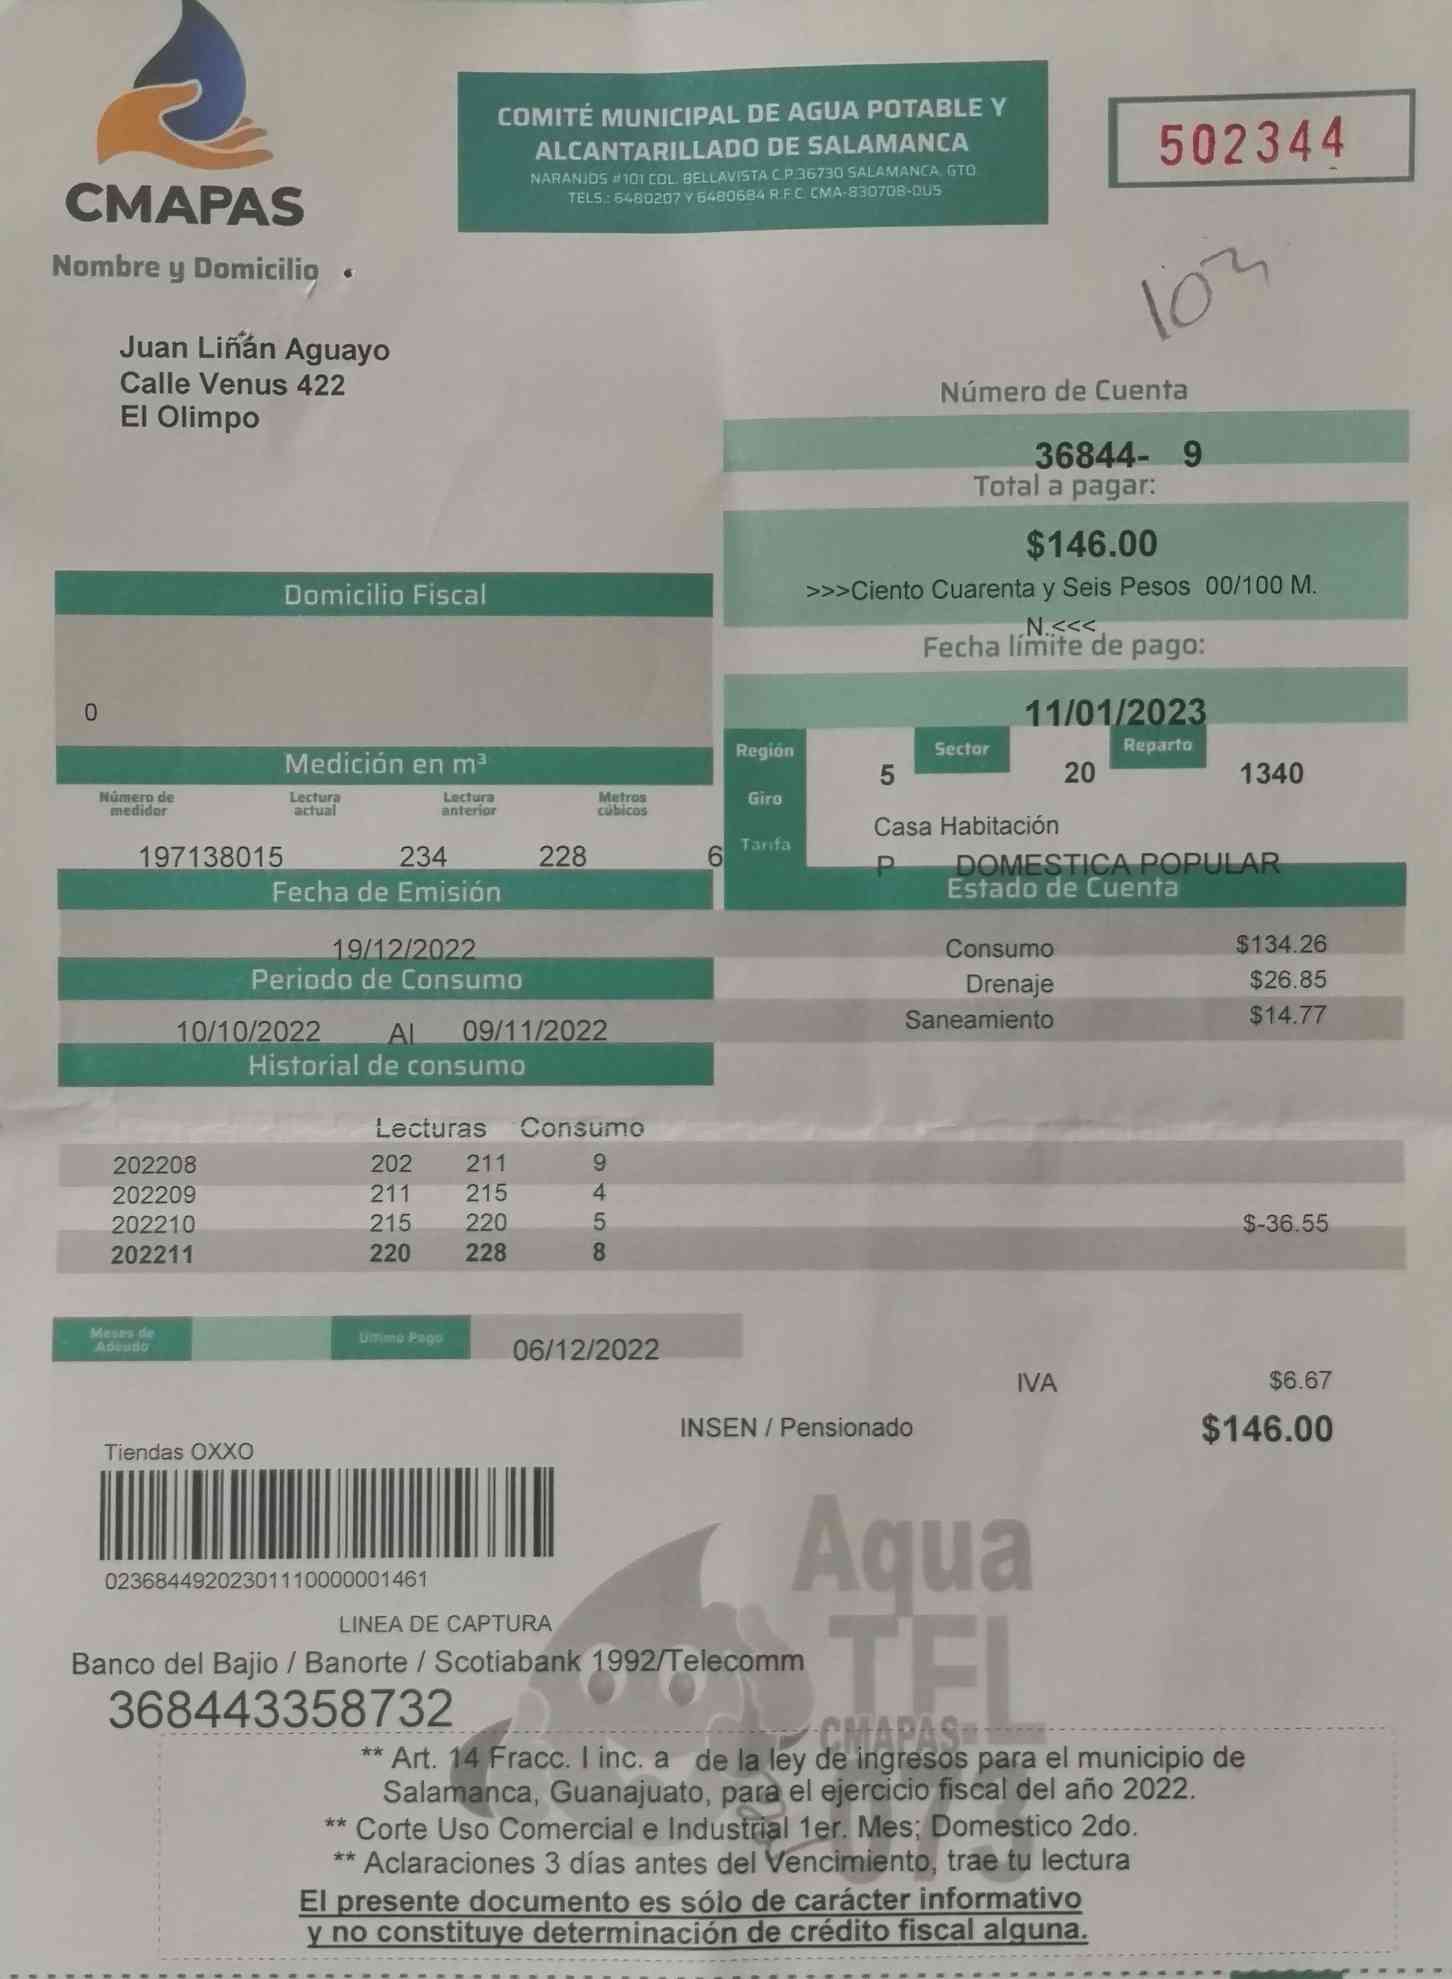 CMAPAS
COMITÉ MUNICIPAL DE AGUA POTABLE Y
ALCANTARILLADO DE SALAMANCA
NARANJOS #101 COL. BELLAVISTA C.P.36730 SALAMANCA, GTO.
TELS.: 6480207 Y 6480684 R.F.C. CMA-830708-QU5
502344
103
Nombre y Domicilio
Juan Liñán Aguayo
Calle Venus 422
El Olimpo
Número de Cuenta
36844- 9
Total a pagar:
$146.00
>>>Ciento Cuarenta y Seis Pesos 00/100 M.
N.<<<
Fecha límite de pago:
11/01/2023
Domicilio Fiscal
0
Región 5 Sector 20 Reparto 1340
Giro Casa Habitación
Tarifa P DOMESTICA POPULAR
Medición en m³
Número de medidor Lectura actual Lectura anterior Metros cúbicos
197138015 234 228 6
Fecha de Emisión
19/12/2022
Periodo de Consumo
10/10/2022 Al 09/11/2022
Estado de Cuenta
Consumo $134.26
Drenaje $26.85
Saneamiento $14.77
Historial de consumo
Lecturas Consumo
202208 202 211 9
202209 211 215 4
202210 215 220 5
202211 220 228 8
$-36.55
Meses de Adeudo Último Pago 06/12/2022
IVA $6.67
INSEN / Pensionado $146.00
Tiendas OXXO
02368449202301110000001461
LINEA DE CAPTURA
Banco del Bajio / Banorte / Scotiabank 1992/Telecomm
368443358732
Aqua
TEL
CMAPAS
073
** Art. 14 Fracc. I inc. a de la ley de ingresos para el municipio de
Salamanca, Guanajuato, para el ejercicio fiscal del año 2022.
** Corte Uso Comercial e Industrial 1er. Mes; Domestico 2do.
** Aclaraciones 3 días antes del Vencimiento, trae tu lectura
El presente documento es sólo de carácter informativo
y no constituye determinación de crédito fiscal alguna.